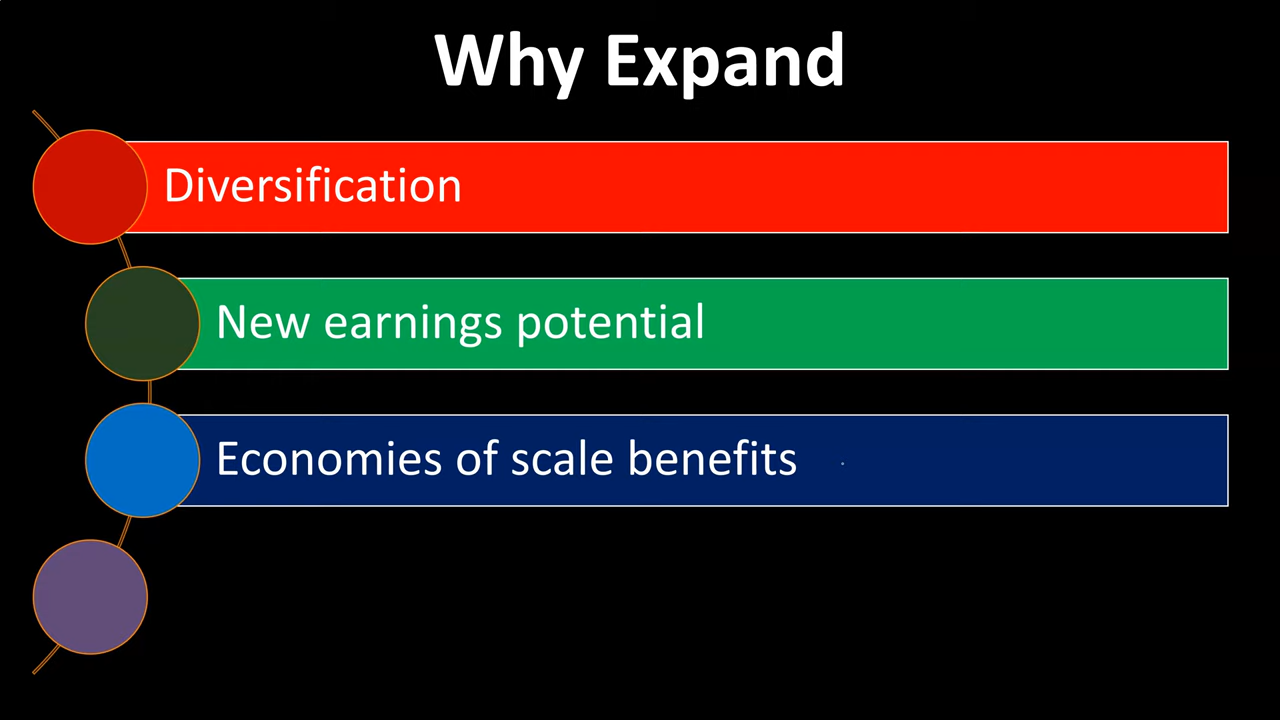 Why Expand
Diversification
New earnings potential
Economies of scale benefits